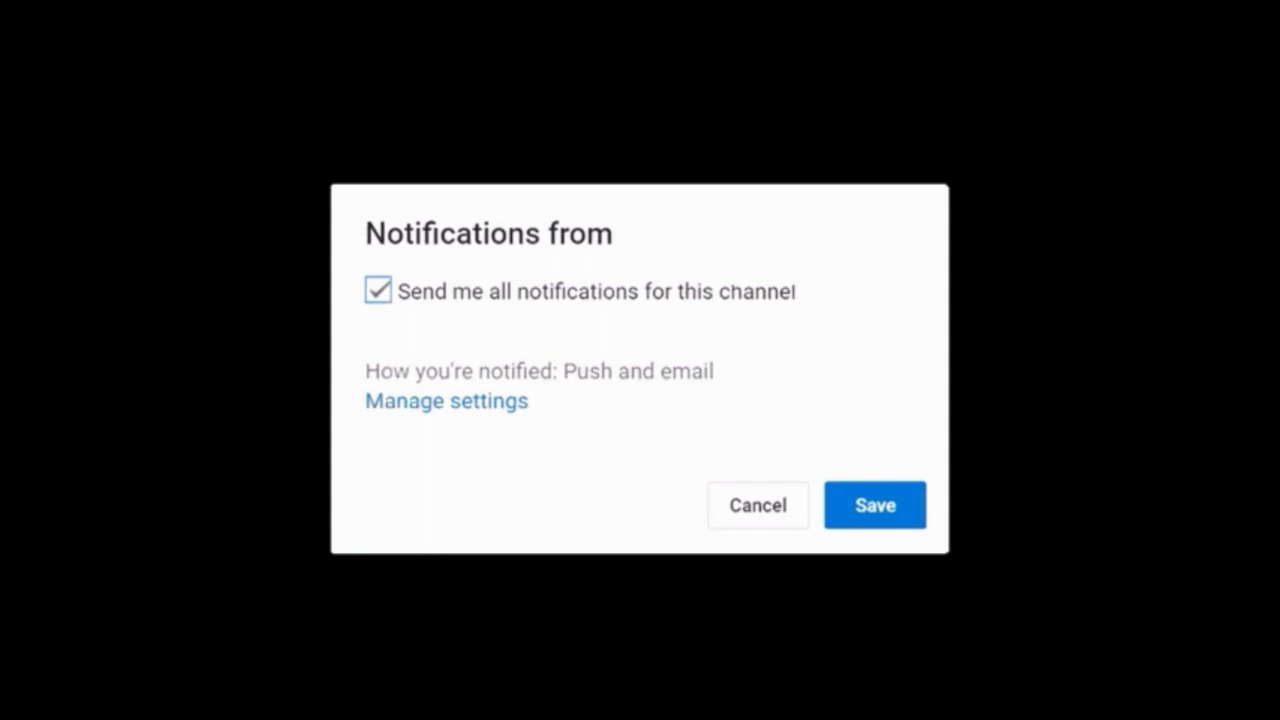 Notifications from
Send me all notifications for this channel
How you're notified: Push and email
Manage settings
Cancel Save